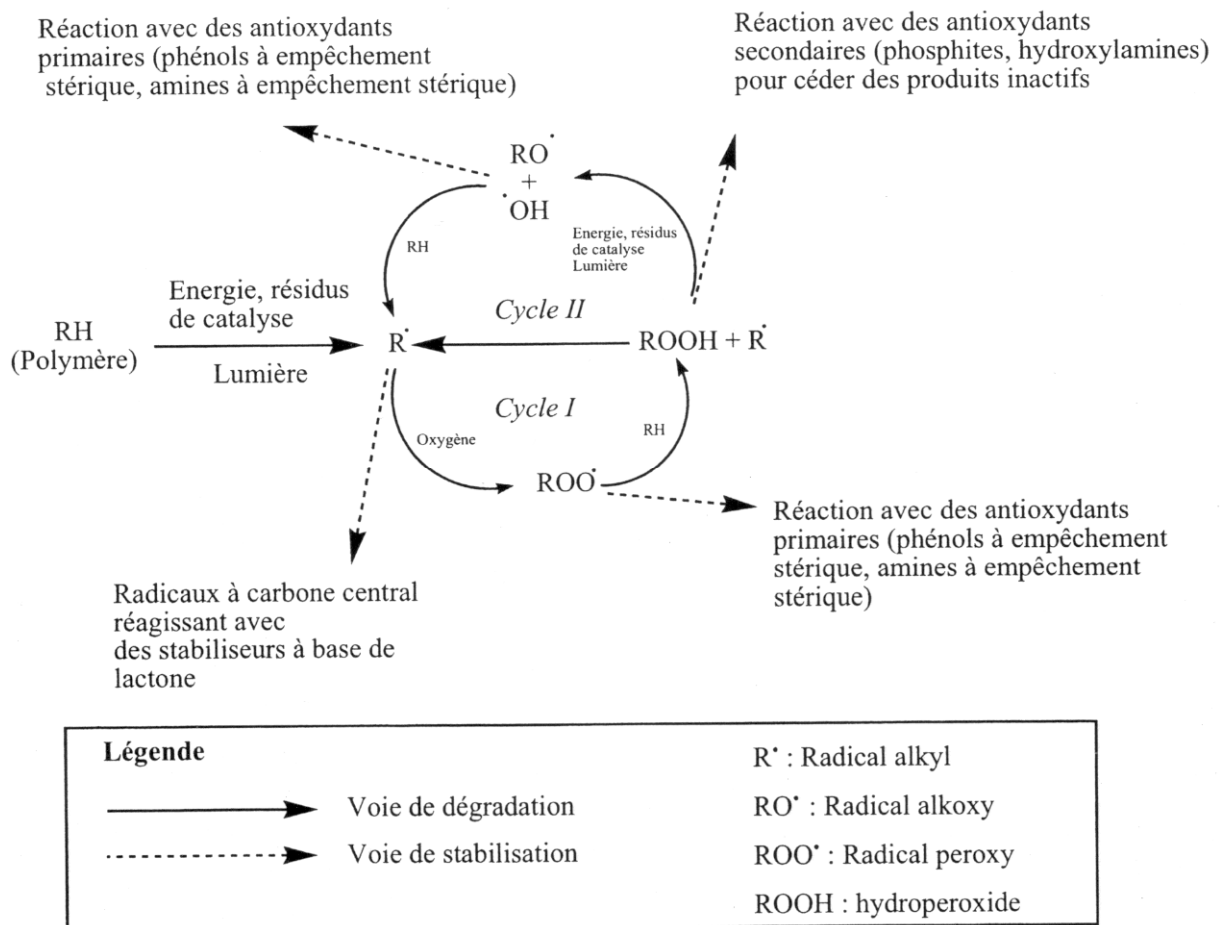 Réaction avec des antioxydants
primaires (phénols à empêchement
stérique, amines à empêchement stérique)
Réaction avec des antioxydants
secondaires (phosphites, hydroxylamines)
pour céder des produits inactifs
RO˙
+
˙OH
RH
Energie, résidus
de catalyse
Lumière
RH
(Polymère)
Energie, résidus
de catalyse
Lumière
R˙
Cycle II
ROOH + R˙
Cycle I
Oxygène
RH
ROO˙
Réaction avec des antioxydants
primaires (phénols à empêchement
stérique, amines à empêchement
stérique)
Radicaux à carbone central
réagissant avec
des stabiliseurs à base de
lactone
Légende
Voie de dégradation
Voie de stabilisation
R˙ : Radical alkyl
RO˙ : Radical alkoxy
ROO˙ : Radical peroxy
ROOH : hydroperoxide